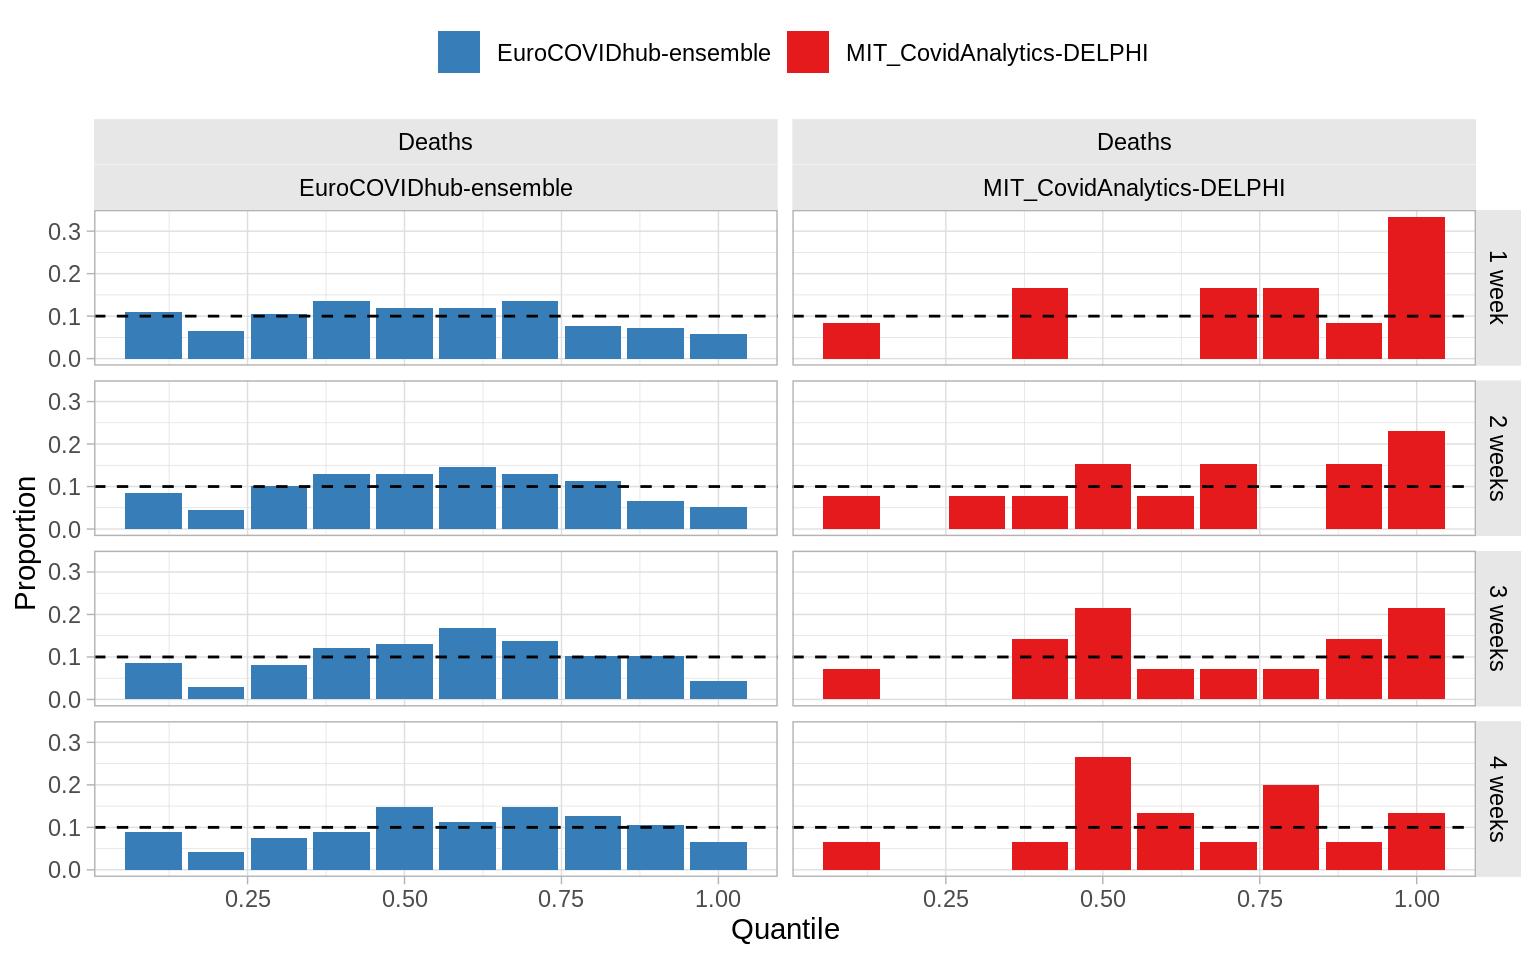 EuroCOVIDhub-ensemble MIT_CovidAnalytics-DELPHI
Deaths Deaths
EuroCOVIDhub-ensemble MIT_CovidAnalytics-DELPHI
0.3
0.2
0.1
0.0
1 week
0.3
0.2
0.1
0.0
2 weeks
Proportion
0.3
0.2
0.1
0.0
3 weeks
0.3
0.2
0.1
0.0
4 weeks
0.25 0.50 0.75 1.00 0.25 0.50 0.75 1.00
Quantile